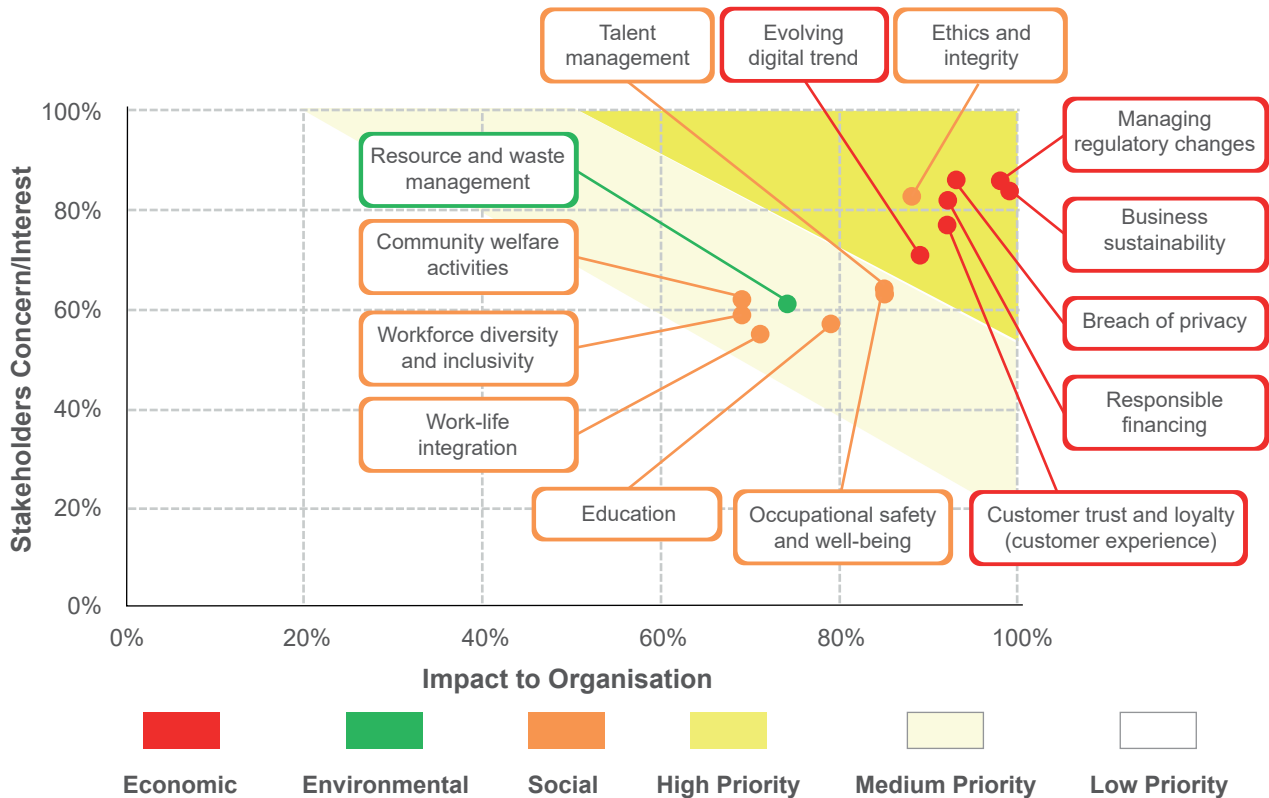 Talent
management
Evolving
digital trend
Ethics and
integrity
Stakeholders Concern/Interest
100%
80%
60%
40%
20%
0%
Resource and waste
management
Community welfare
activities
Workforce diversity
and inclusivity
Work-life
integration
Education
Occupational safety
and well-being
Managing
regulatory changes
Business
sustainability
Breach of privacy
Responsible
financing
Customer trust and loyalty
(customer experience)
0%
20%
40%
60%
80%
100%
Impact to Organisation
Economic
Environmental
Social
High Priority
Medium Priority
Low Priority